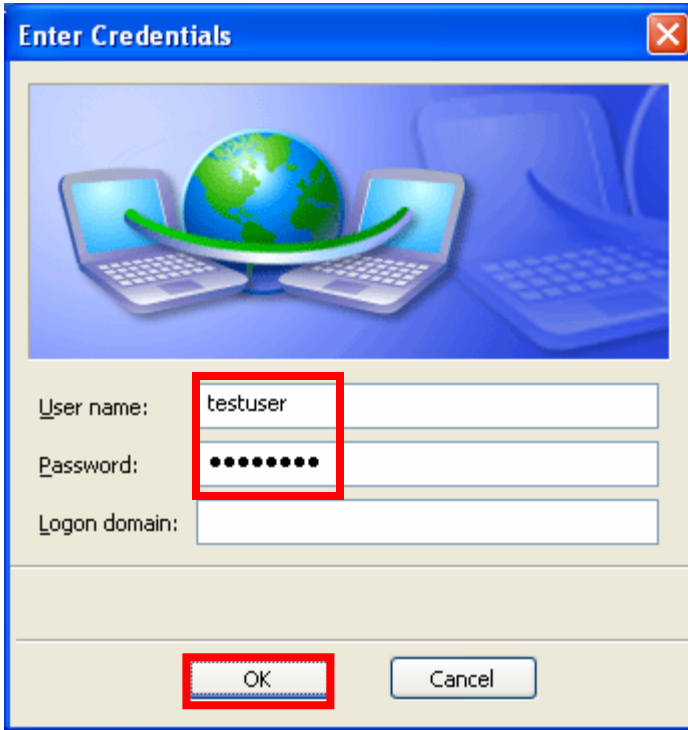 Enter Credentials
User name: testuser
Password: ••••••••
Logon domain:
OK Cancel